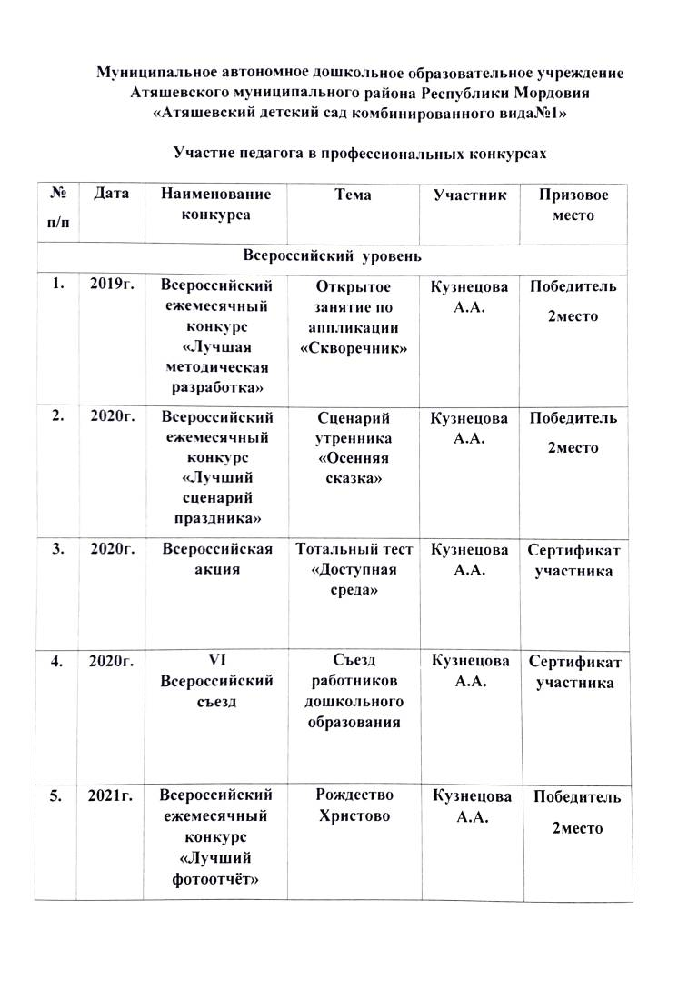 Муниципальное автономное дошкольное образовательное учреждение
Атяшевского муниципального района Республики Мордовия
«Атяшевский детский сад комбинированного вида№1»
Участие педагога в профессиональных конкурсах
№
п/п
Дата
Наименование
конкурса
Тема
Участник
Призовое
место
Всероссийский уровень
1.
2019г.
Всероссийский
ежемесячный
конкурс
«Лучшая
методическая
разработка»
Открытое
занятие по
аппликации
«Скворечник»
Кузнецова
А.А.
Победитель
2место
2.
2020г.
Всероссийский
ежемесячный
конкурс
«Лучший
сценарий
праздника»
Сценарий
утренника
«Осенняя
сказка»
Кузнецова
А.А.
Победитель
2место
3.
2020г.
Всероссийская
акция
Тотальный тест
«Доступная
среда»
Кузнецова
А.А.
Сертификат
участника
4.
2020г.
VI
Всероссийский
съезд
Съезд
работников
дошкольного
образования
Кузнецова
А.А.
Сертификат
участника
5.
2021г.
Всероссийский
ежемесячный
конкурс
«Лучший
фотоотчёт»
Рождество
Христово
Кузнецова
А.А.
Победитель
2место